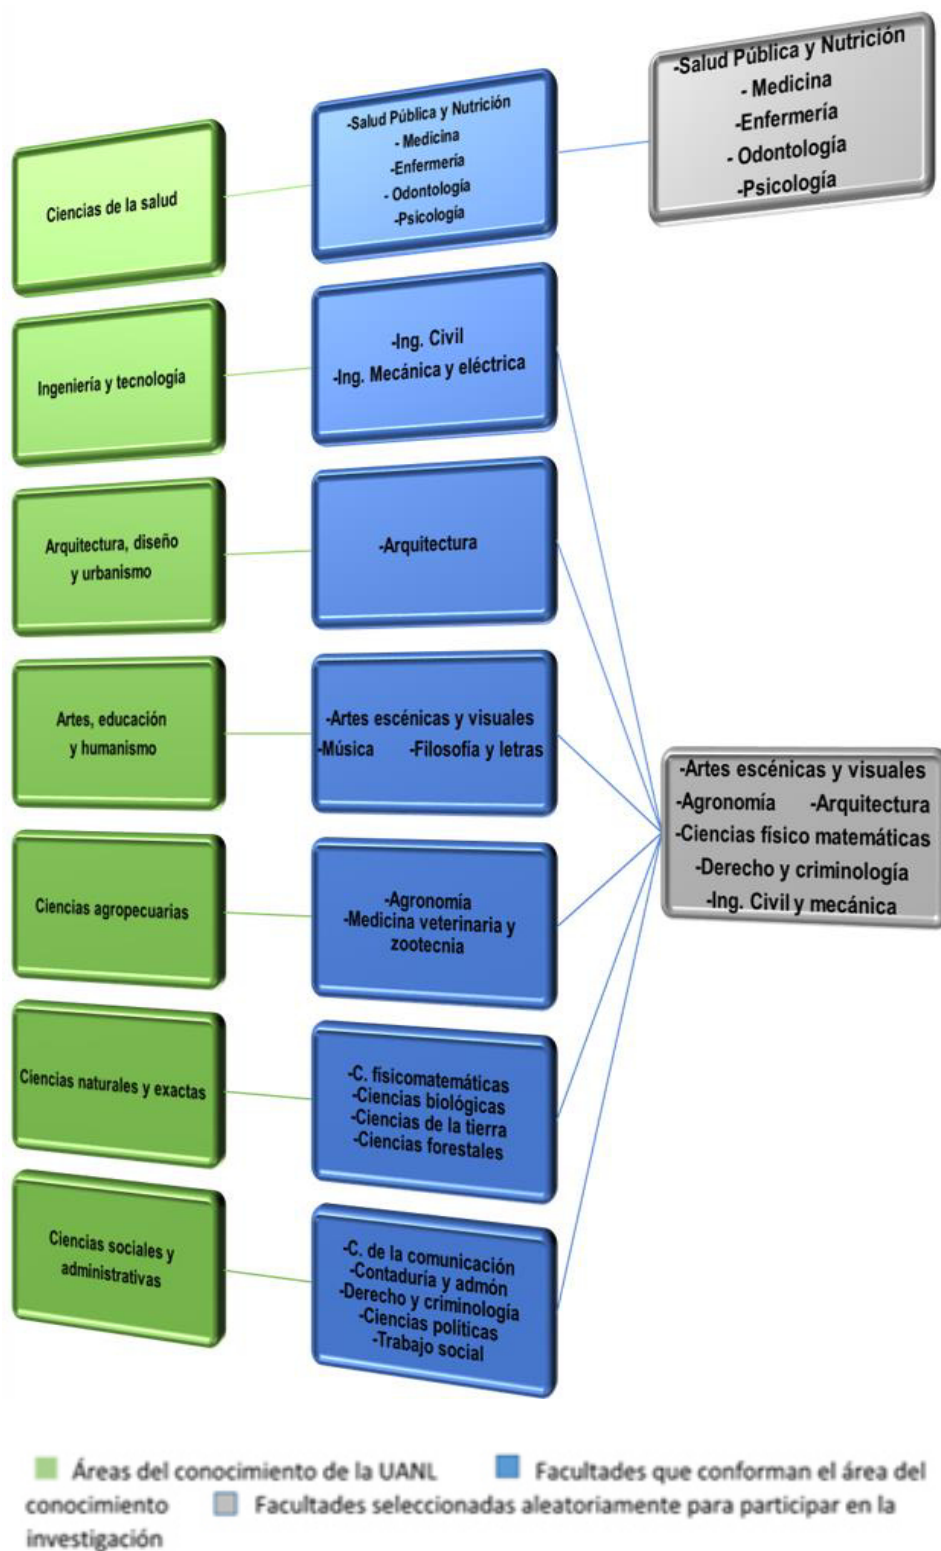 Ciencias de la salud
-Salud Pública y Nutrición
- Medicina
-Enfermería
- Odontología
-Psicología
-Salud Pública y Nutrición
- Medicina
-Enfermería
- Odontología
-Psicología
Ingeniería y tecnología
-Ing. Civil
-Ing. Mecánica y eléctrica
Arquitectura, diseño
y urbanismo
-Arquitectura
Artes, educación
y humanismo
-Artes escénicas y visuales
-Música -Filosofía y letras
Ciencias agropecuarias
-Agronomía
-Medicina veterinaria y
zootecnia
Ciencias naturales y exactas
-C. físicomatemáticas
-Ciencias biológicas
-Ciencias de la tierra
-Ciencias forestales
Ciencias sociales y
administrativas
-C. de la comunicación
-Contaduría y admón
-Derecho y criminología
-Ciencias políticas
-Trabajo social
-Artes escénicas y visuales
-Agronomía -Arquitectura
-Ciencias físico matemáticas
-Derecho y criminología
-Ing. Civil y mecánica
Áreas del conocimiento de la UANL Facultades que conforman el área del
conocimiento Facultades seleccionadas aleatoriamente para participar en la
investigación